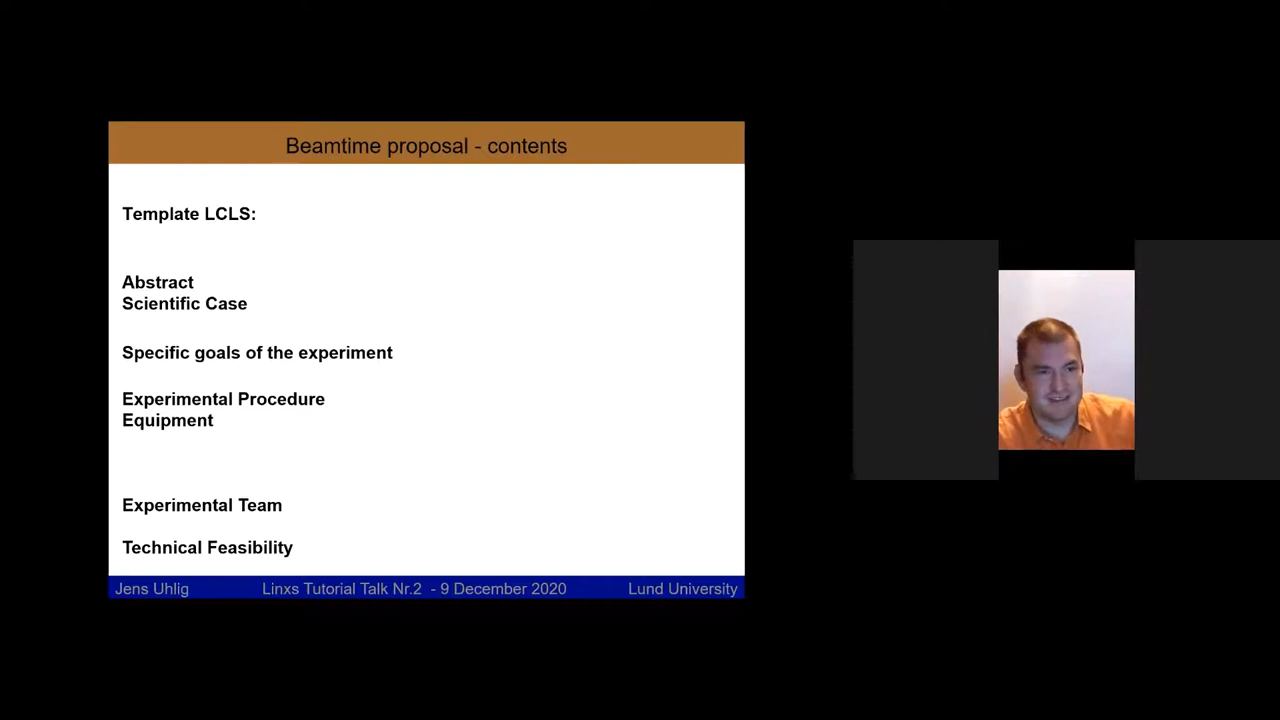 Beamtime proposal - contents
Template LCLS:
Abstract
Scientific Case
Specific goals of the experiment
Experimental Procedure
Equipment
Experimental Team
Technical Feasibility
Jens Uhlig Linxs Tutorial Talk Nr.2 - 9 December 2020 Lund University